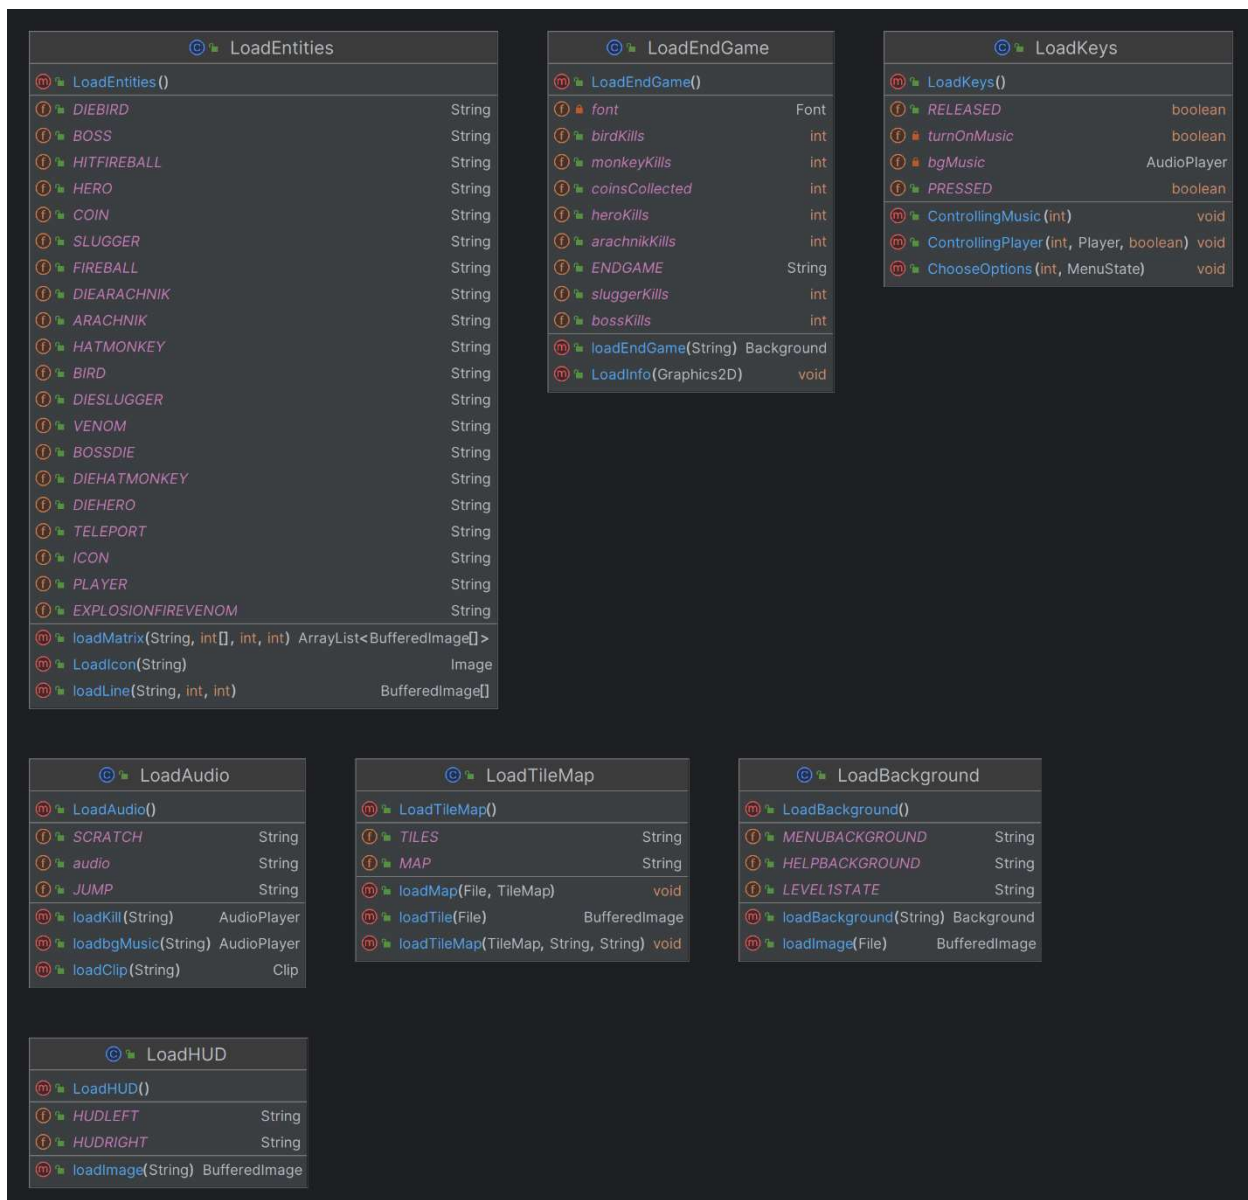 LoadEntities
LoadEntities()
DIEBIRD String
BOSS String
HITFIREBALL String
HERO String
COIN String
SLUGGER String
FIREBALL String
DIEARACHNIK String
ARACHNIK String
HATMONKEY String
BIRD String
DIESLUGGER String
VENOM String
BOSSDIE String
DIEHATMONKEY String
DIEHERO String
TELEPORT String
ICON String
PLAYER String
EXPLOSIONFIREVENOM String
loadMatrix(String, int[], int, int) ArrayList<BufferedImage[]>
LoadIcon(String) Image
loadLine(String, int, int) BufferedImage[]
LoadEndGame
LoadEndGame()
font Font
birdKills int
monkeyKills int
coinsCollected int
heroKills int
arachnikKills int
ENDGAME String
sluggerKills int
bossKills int
loadEndGame(String) Background
LoadInfo(Graphics2D) void
LoadKeys
LoadKeys()
RELEASED boolean
turnOnMusic boolean
bgMusic AudioPlayer
PRESSED boolean
ControllingMusic(int) void
ControllingPlayer(int, Player, boolean) void
ChooseOptions(int, MenuState) void
LoadAudio
LoadAudio()
SCRATCH String
audio String
JUMP String
loadKill(String) AudioPlayer
loadbgMusic(String) AudioPlayer
loadClip(String) Clip
LoadTileMap
LoadTileMap()
TILES String
MAP String
loadMap(File, TileMap) void
loadTile(File) BufferedImage
loadTileMap(TileMap, String, String) void
LoadBackground
LoadBackground()
MENUBACKGROUND String
HELPBACKGROUND String
LEVEL1STATE String
loadBackground(String) Background
loadImage(File) BufferedImage
LoadHUD
LoadHUD()
HUDLEFT String
HUDRIGHT String
loadImage(String) BufferedImage